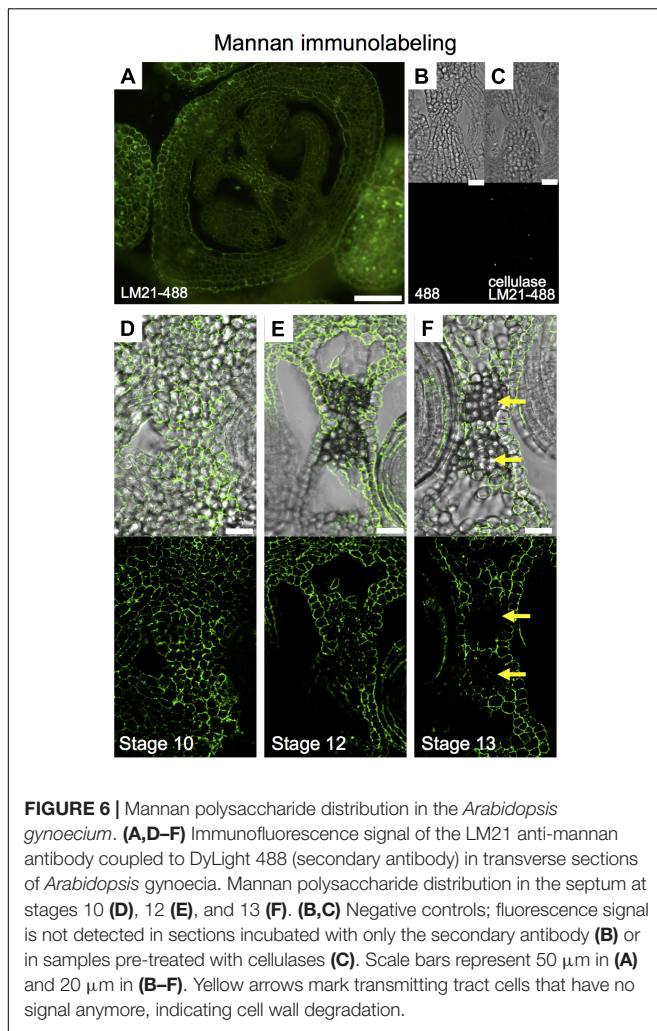 Mannan immunolabeling
A
B
C
LM21-488
488
cellulase
LM21-488
D
E
F
Stage 10
Stage 12
Stage 13
FIGURE 6 | Mannan polysaccharide distribution in the Arabidopsis
gynoecium. (A,D–F) Immunofluorescence signal of the LM21 anti-mannan
antibody coupled to DyLight 488 (secondary antibody) in transverse sections
of Arabidopsis gynoecia. Mannan polysaccharide distribution in the septum at
stages 10 (D), 12 (E), and 13 (F). (B,C) Negative controls; fluorescence signal
is not detected in sections incubated with only the secondary antibody (B) or
in samples pre-treated with cellulases (C). Scale bars represent 50 μm in (A)
and 20 μm in (B–F). Yellow arrows mark transmitting tract cells that have no
signal anymore, indicating cell wall degradation.